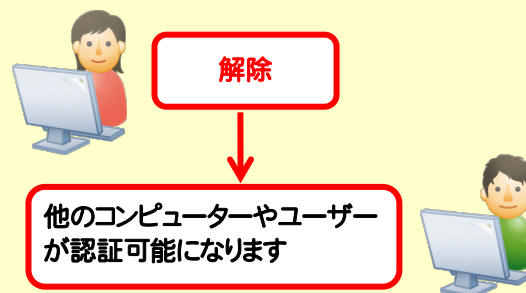 解除
他のコンピューターやユーザー
が認証可能になります